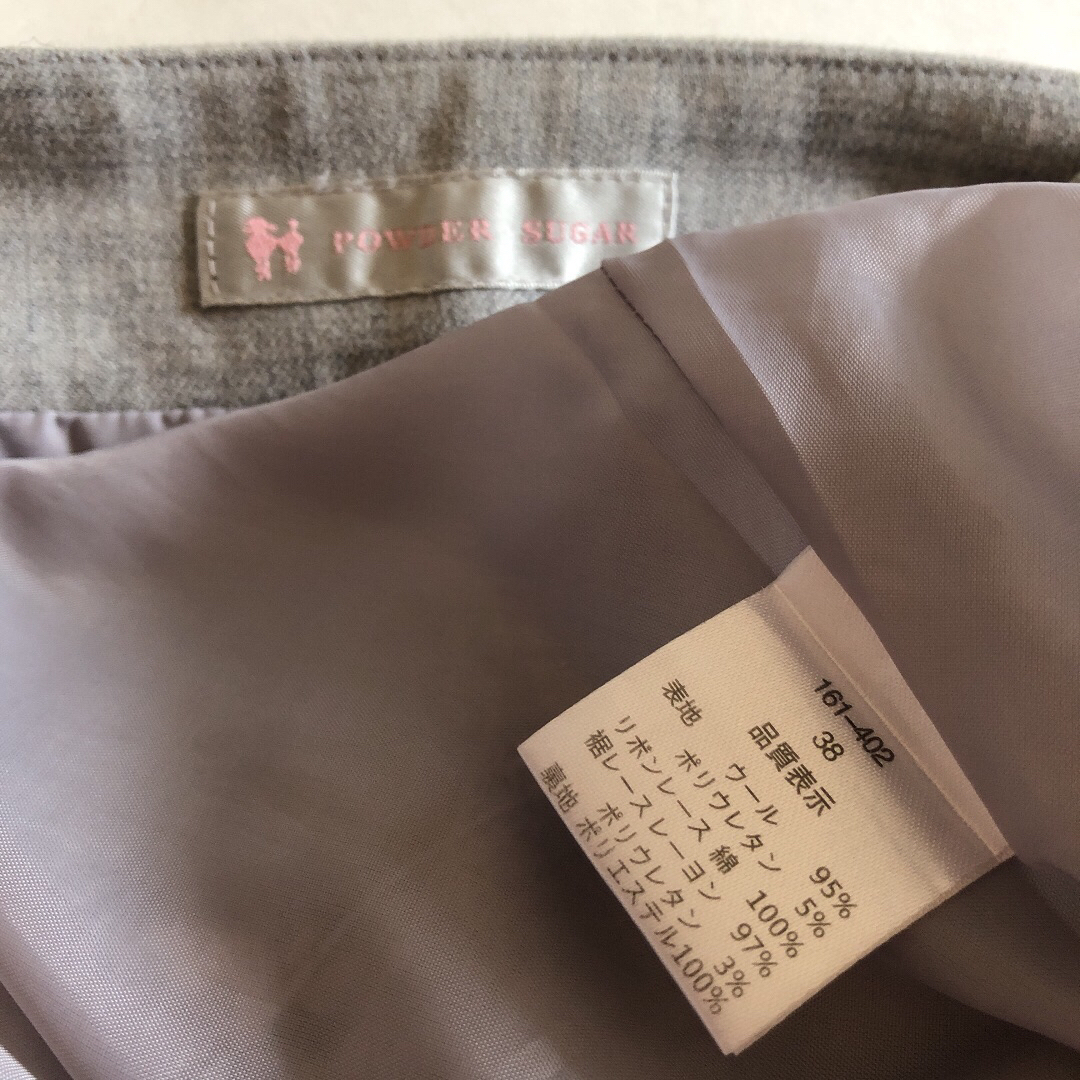 POWDER SUGAR
161-402
38
品質表示
表地 ウール 95%
ポリウレタン 5%
リボンレース 綿 100%
裾レースレーヨン 97%
ポリウレタン 3%
裏地 ポリエステル100%